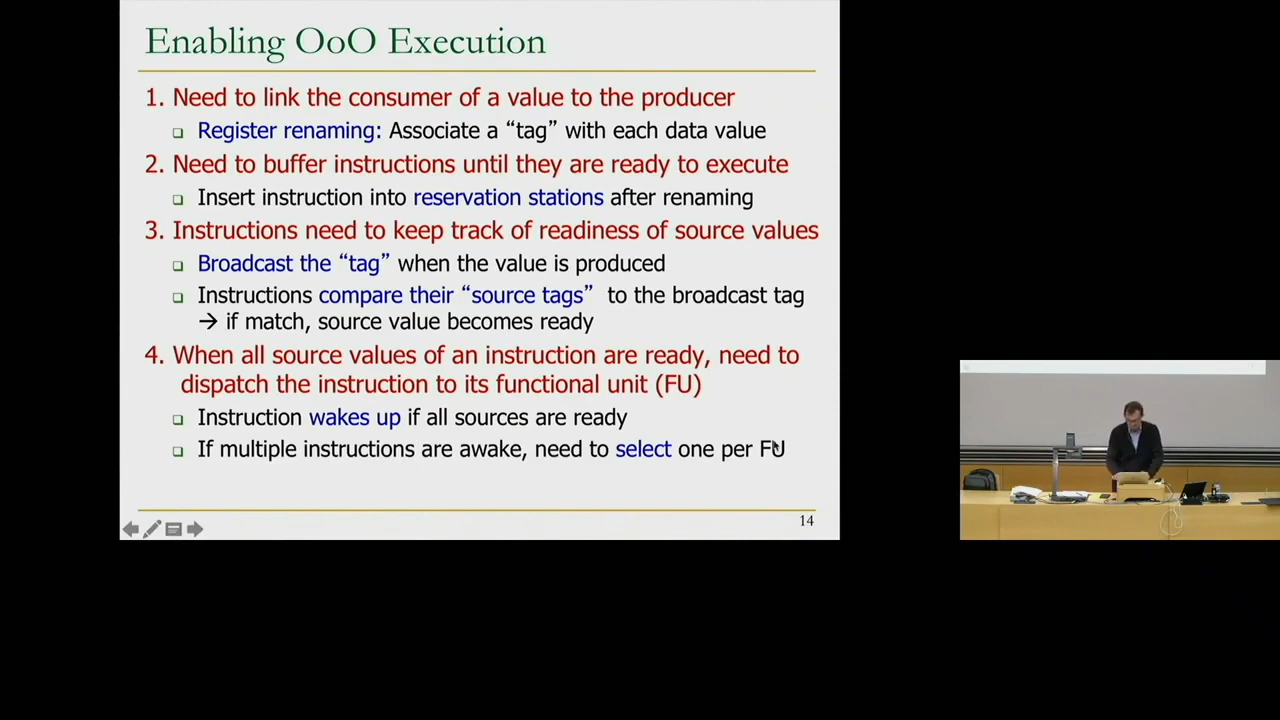 Enabling OoO Execution
1. Need to link the consumer of a value to the producer
Register renaming: Associate a “tag” with each data value
2. Need to buffer instructions until they are ready to execute
Insert instruction into reservation stations after renaming
3. Instructions need to keep track of readiness of source values
Broadcast the “tag” when the value is produced
Instructions compare their “source tags” to the broadcast tag
→ if match, source value becomes ready
4. When all source values of an instruction are ready, need to
dispatch the instruction to its functional unit (FU)
Instruction wakes up if all sources are ready
If multiple instructions are awake, need to select one per FU
14